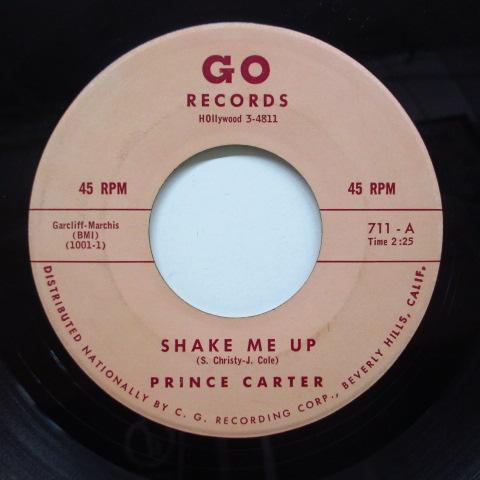 GO
RECORDS
HOllywood 3-4811
45 RPM
45 RPM
Garcliff-Marchis
(BMI)
(1001-1)
711 - A
Time 2:25
SHAKE ME UP
(S. Christy-J. Cole)
PRINCE CARTER
DISTRIBUTED NATIONALLY BY C. G. RECORDING CORP., BEVERLY HILLS, CALIF.